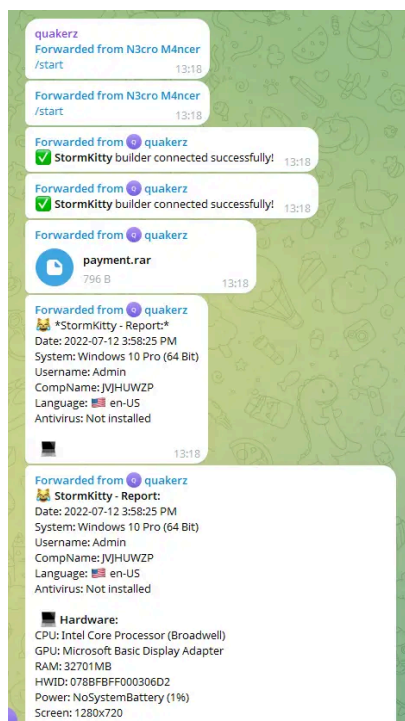 quakerz
Forwarded from N3cro M4ncer
/start
13:18
Forwarded from N3cro M4ncer
/start
13:18
Forwarded from Q quakerz
✅ StormKitty builder connected successfully! 13:18
Forwarded from Q quakerz
✅ StormKitty builder connected successfully! 13:18
Forwarded from Q quakerz
payment.rar
796 B
13:18
Forwarded from Q quakerz
😹 *StormKitty - Report:*
Date: 2022-07-12 3:58:25 PM
System: Windows 10 Pro (64 Bit)
Username: Admin
CompName: JVJHUWZP
Language: 🇺🇸 en-US
Antivirus: Not installed
💻
13:18
Forwarded from Q quakerz
😹 StormKitty - Report:
Date: 2022-07-12 3:58:25 PM
System: Windows 10 Pro (64 Bit)
Username: Admin
CompName: JVJHUWZP
Language: 🇺🇸 en-US
Antivirus: Not installed
💻 Hardware:
CPU: Intel Core Processor (Broadwell)
GPU: Microsoft Basic Display Adapter
RAM: 32701MB
HWID: 078BFBFF000306D2
Power: NoSystemBattery (1%)
Screen: 1280x720